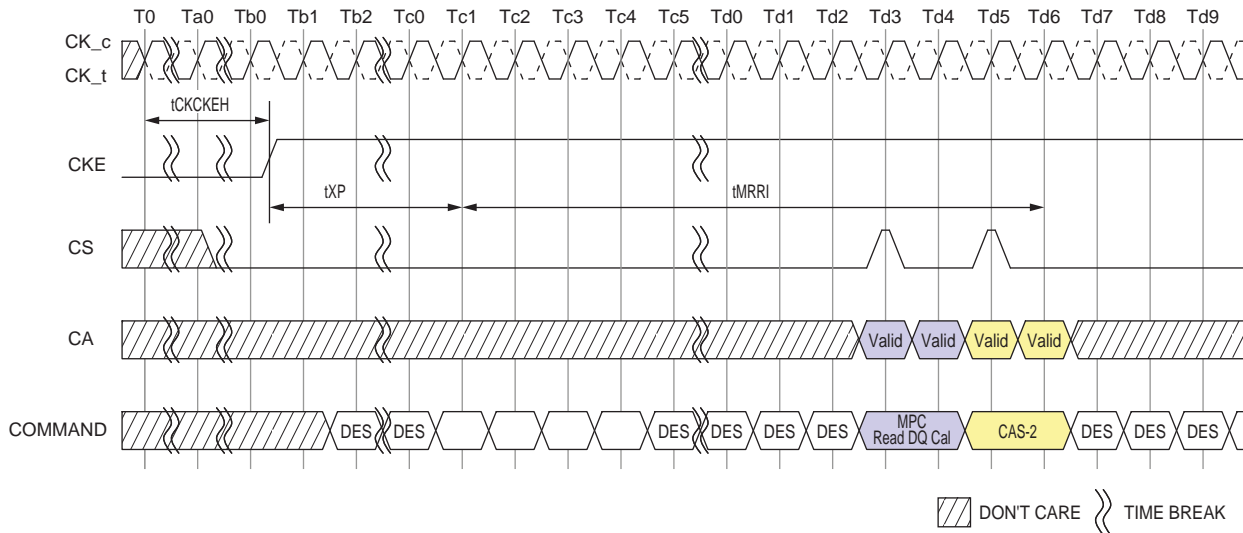 T0 Ta0 Tb0 Tb1 Tb2 Tc0 Tc1 Tc2 Tc3 Tc4 Tc5 Td0 Td1 Td2 Td3 Td4 Td5 Td6 Td7 Td8 Td9
CK_c
CK_t
tCKCKEH
CKE
tXP tMRRI
CS
CA Valid Valid Valid Valid
COMMAND DES DES DES DES DES DES MPC Read DQ Cal CAS-2 DES DES DES
DON'T CARE TIME BREAK